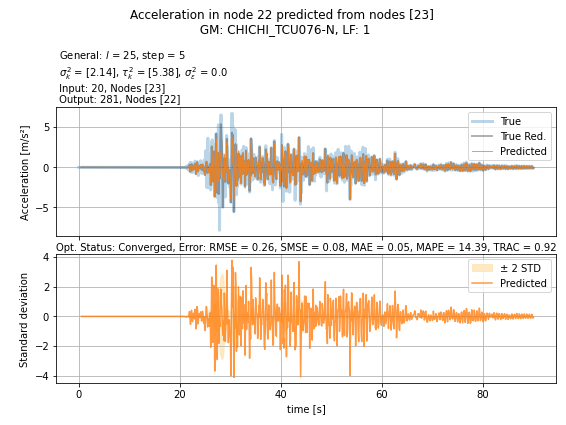 Acceleration in node 22 predicted from nodes [23]
GM: CHICHI_TCU076-N, LF: 1
General: l = 25, step = 5
σ²ₖ = [2.14], τ²ₖ = [5.38], σ²ₑ = 0.0
Input: 20, Nodes [23]
Output: 281, Nodes [22]
Acceleration [m/s²]
5
0
−5
True
True Red.
Predicted
Opt. Status: Converged, Error: RMSE = 0.26, SMSE = 0.08, MAE = 0.05, MAPE = 14.39, TRAC = 0.92
Standard deviation
4
2
0
−2
−4
± 2 STD
Predicted
0 20 40 60 80
time [s]